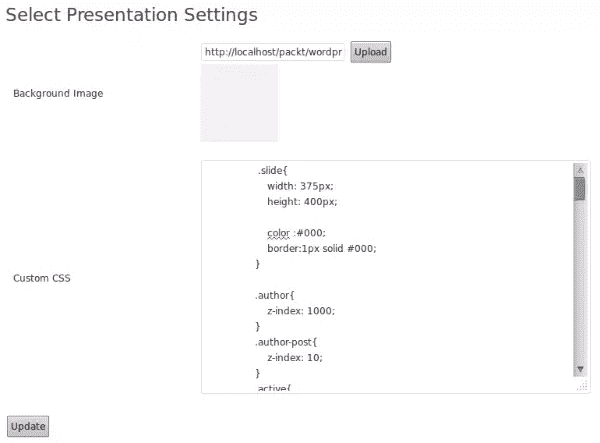 Select Presentation Settings
http://localhost/packt/wordpr
Upload
Background Image
.slide{
width: 375px;
height: 400px;
color :#000;
border:1px solid #000;
}
Custom CSS
.author{
z-index: 1000;
}
.author-post{
z-index: 10;
}
.active{
Update